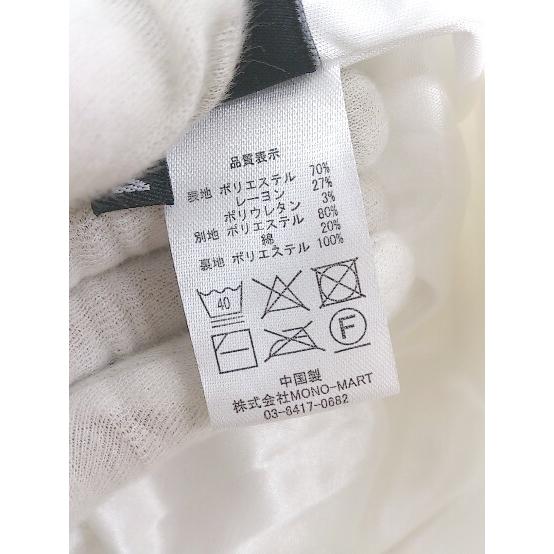 品質表示
表地 ポリエステル 70%
レーヨン 27%
ポリウレタン 3%
別地 ポリエステル 80%
綿 20%
裏地 ポリエステル 100%
40
F
中国製
株式会社MONO-MART
03-6417-0682